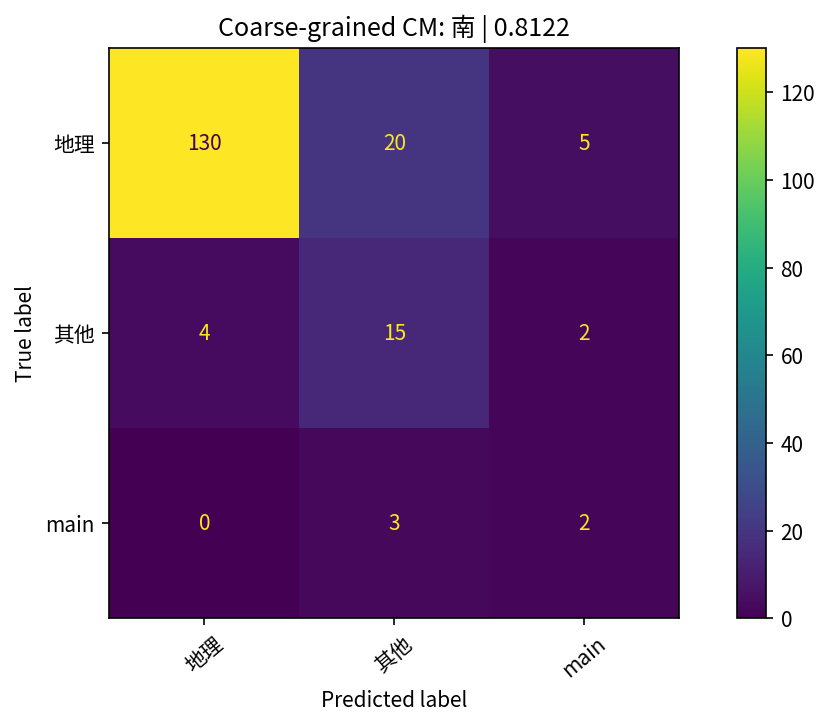 Coarse-grained CM: 南 | 0.8122
地理
130
20
5
其他
4
15
2
main
0
3
2
地理
其他
main
True label
Predicted label
120
100
80
60
40
20
0